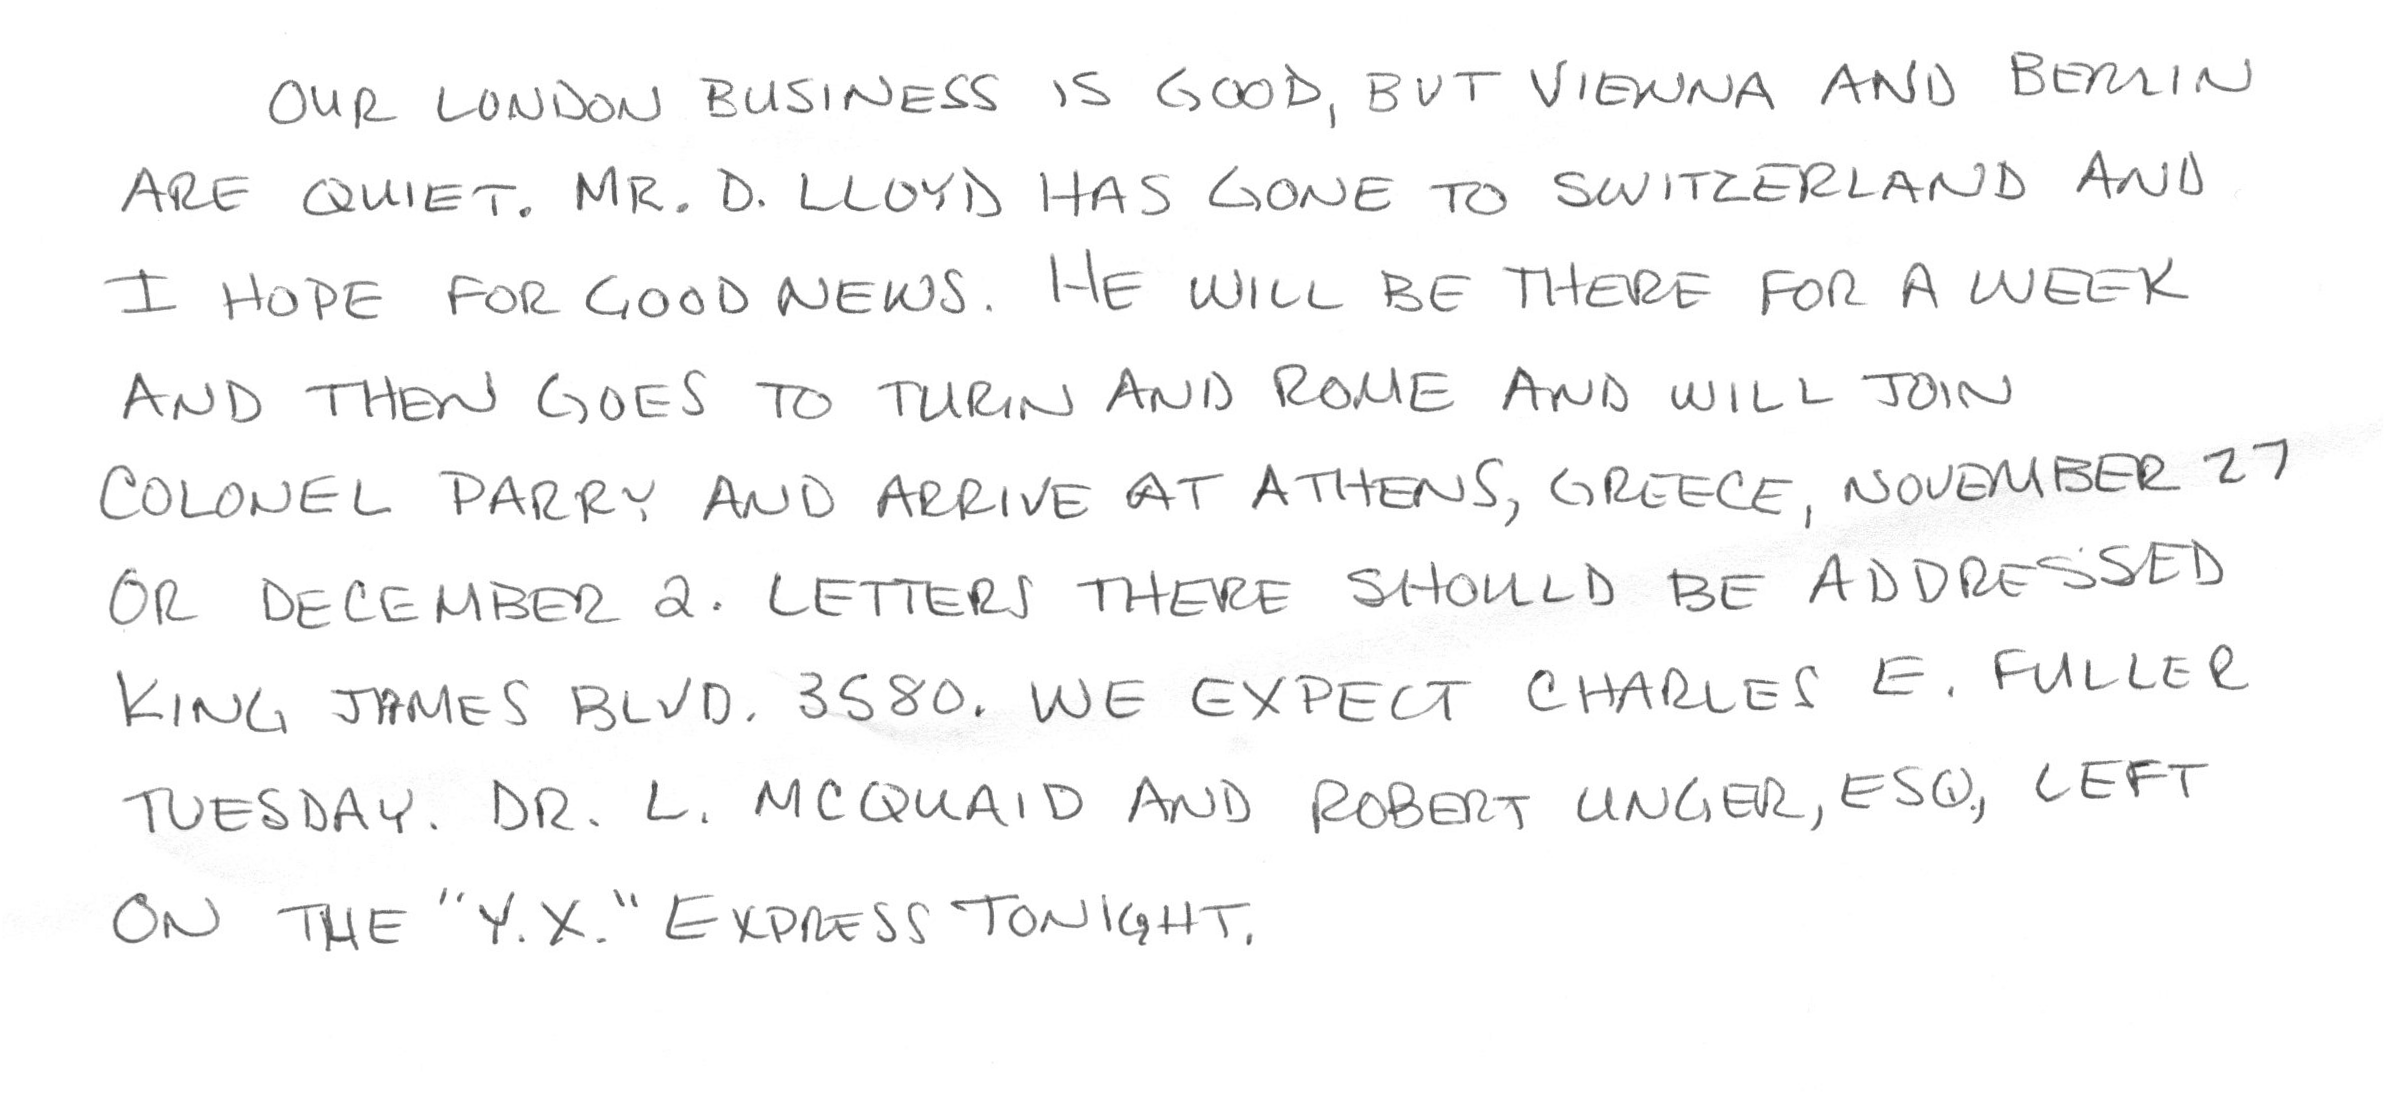 OUR LONDON BUSINESS IS GOOD, BUT VIENNA AND BERLIN
ARE QUIET. MR. D. LLOYD HAS GONE TO SWITZERLAND AND
I HOPE FOR GOOD NEWS. HE WILL BE THERE FOR A WEEK
AND THEN GOES TO TURIN AND ROME AND WILL JOIN
COLONEL PARRY AND ARRIVE AT ATHENS, GREECE, NOVEMBER 27
OR DECEMBER 2. LETTERS THERE SHOULD BE ADDRESSED
KING JAMES BLVD. 3580. WE EXPECT CHARLES E. FULLER
TUESDAY. DR. L. MCQUAID AND ROBERT UNGER, ESQ., LEFT
ON THE "Y.X." EXPRESS TONIGHT.